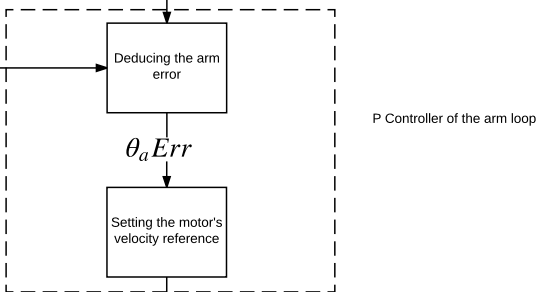 Deducing the arm
error
P Controller of the arm loop
θₐErr
Setting the motor's
velocity reference